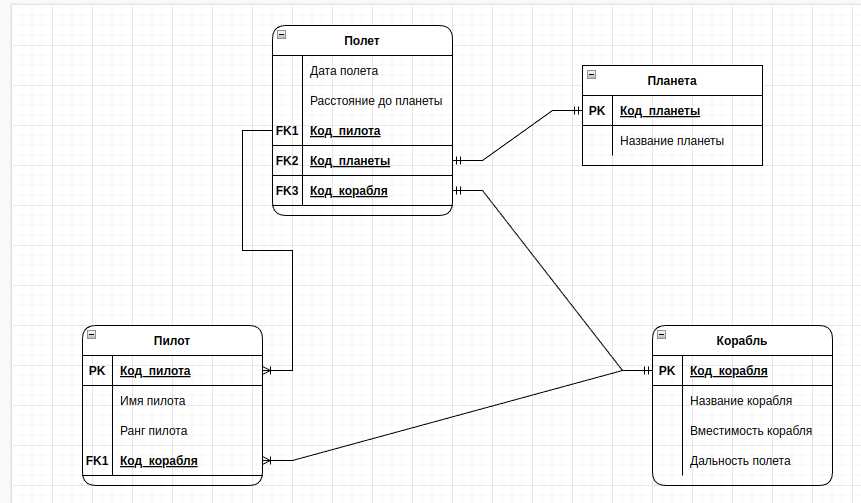 Полет
Дата полета
Расстояние до планеты
FK1 Код_пилота
FK2 Код_планеты
FK3 Код_корабля
Планета
PK Код_планеты
Название планеты
Пилот
PK Код_пилота
Имя пилота
Ранг пилота
FK1 Код_корабля
Корабль
PK Код_корабля
Название корабля
Вместимость корабля
Дальность полета